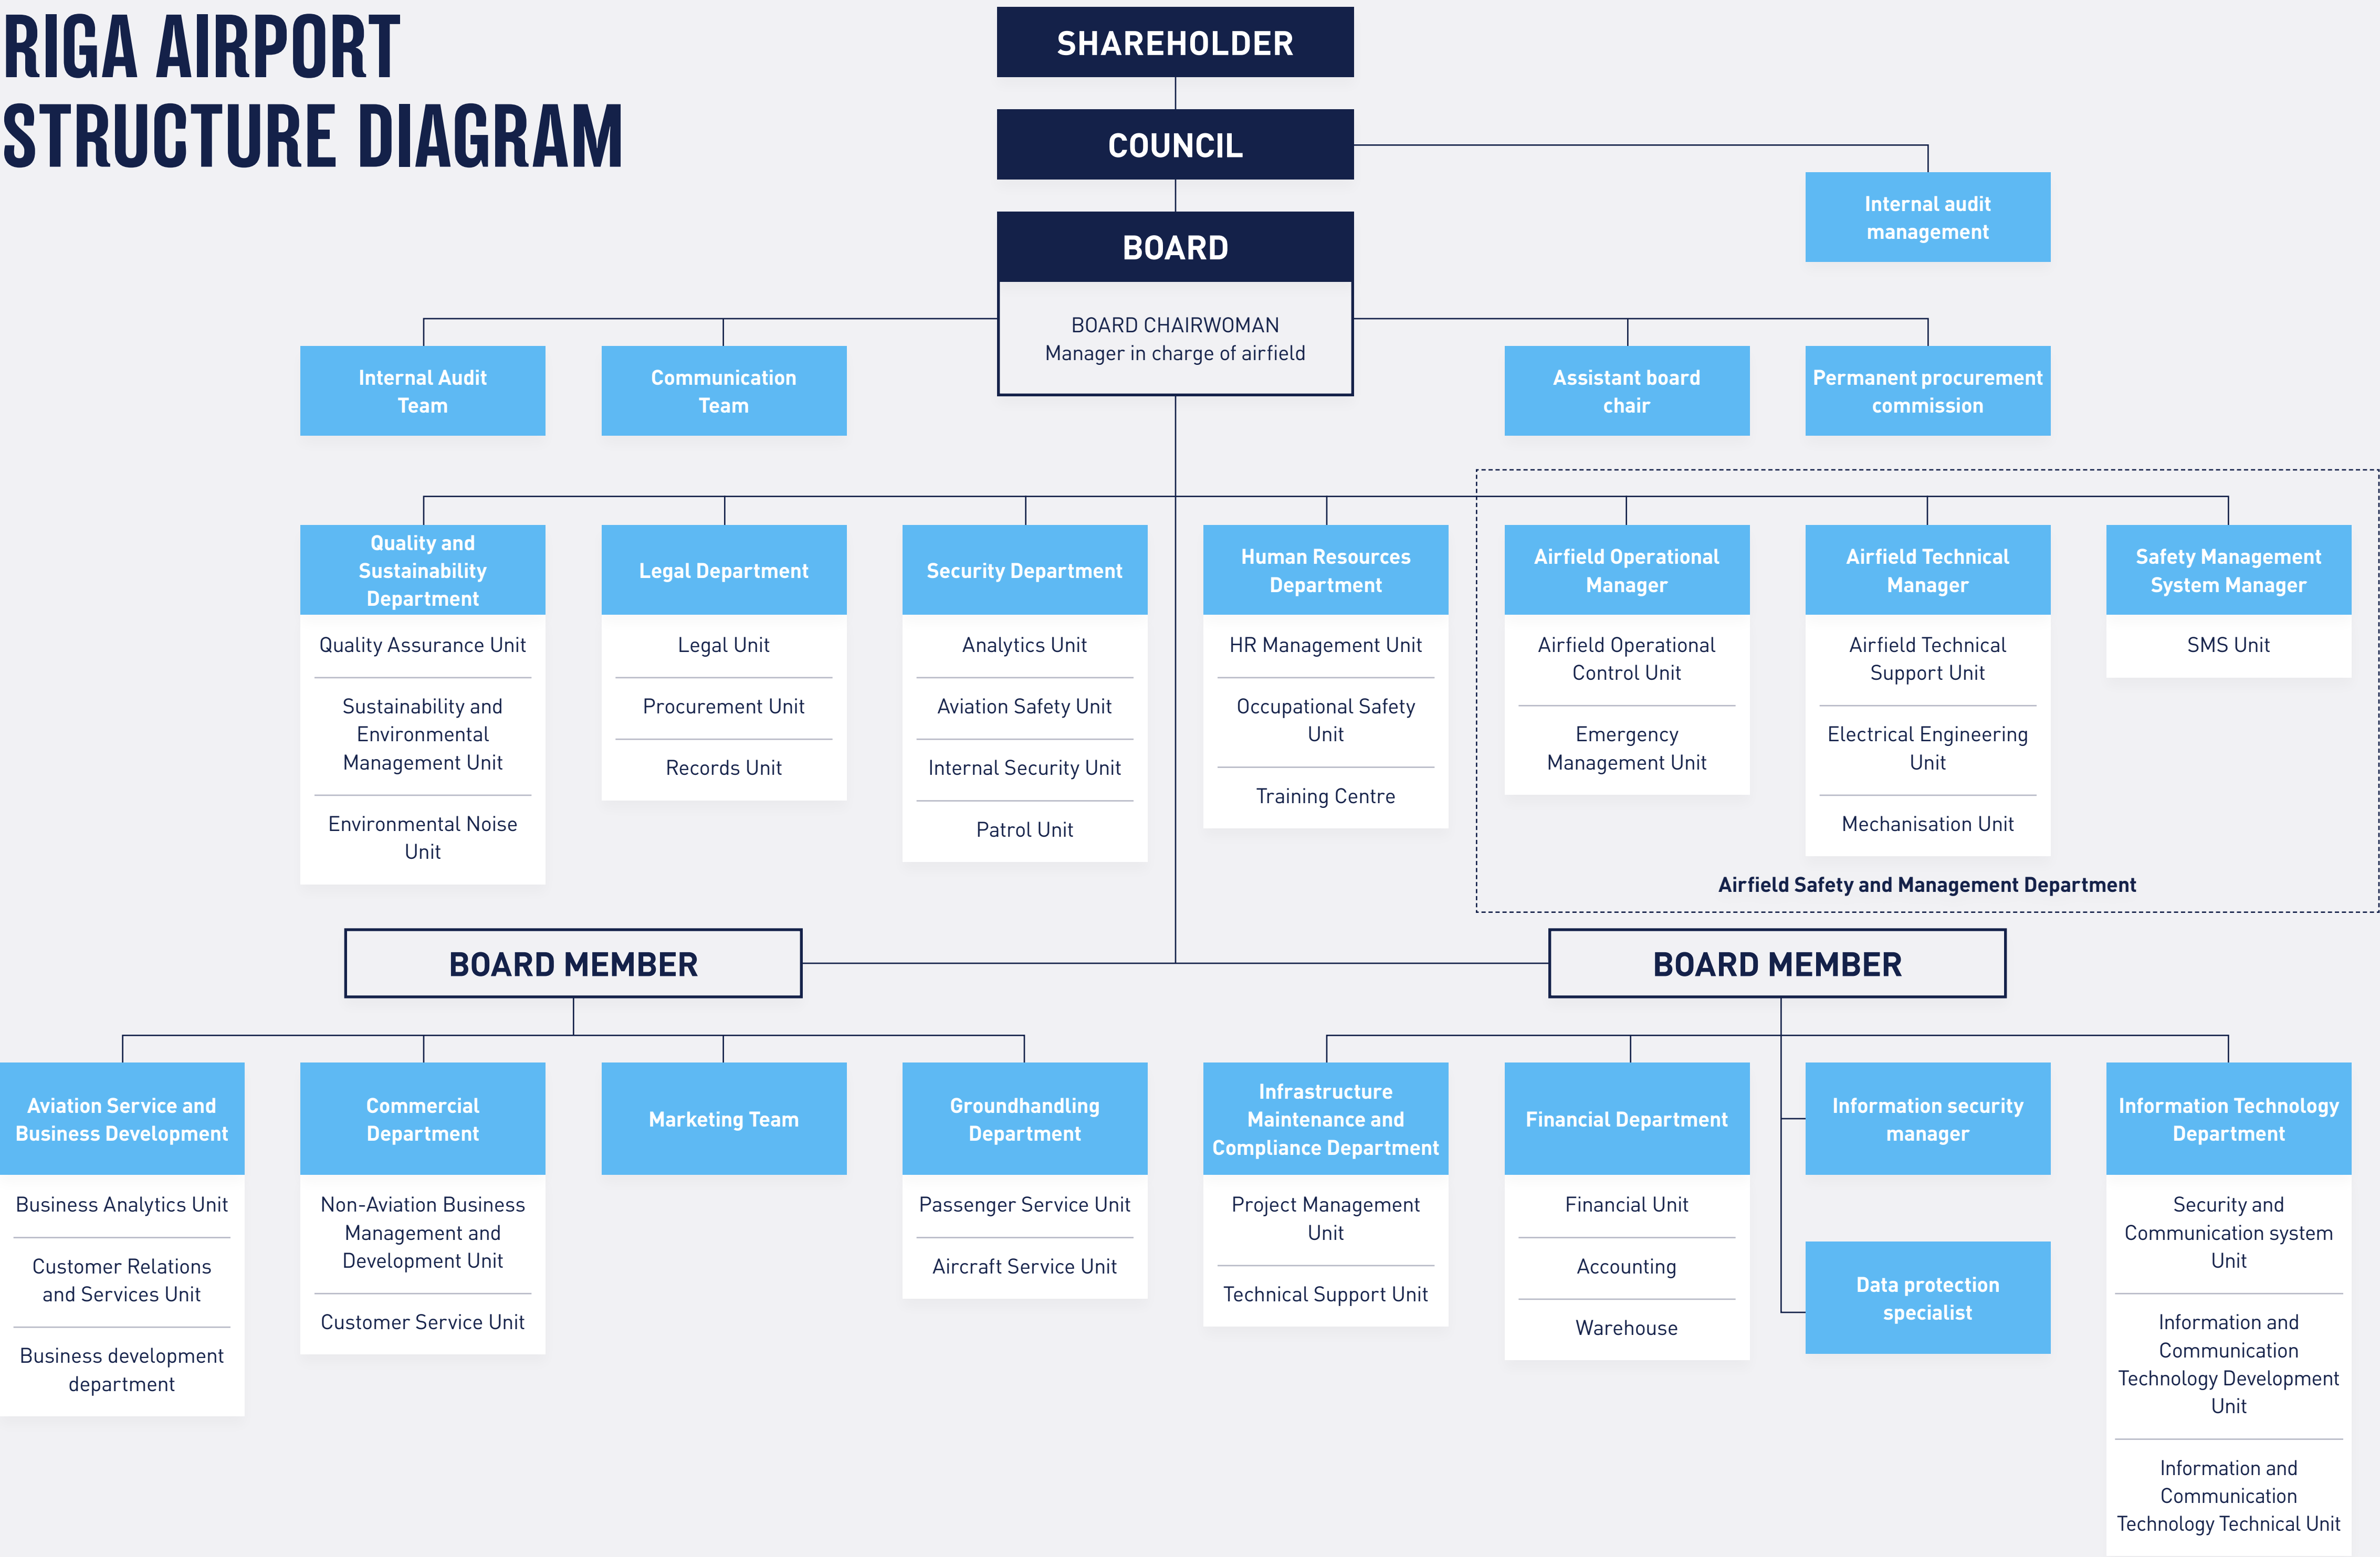 RIGA AIRPORT
STRUCTURE DIAGRAM
SHAREHOLDER
COUNCIL
Internal audit
management
BOARD
BOARD CHAIRWOMAN
Manager in charge of airfield
Internal Audit
Team
Communication
Team
Assistant board
chair
Permanent procurement
commission
Quality and
Sustainability
Department
Quality Assurance Unit
Sustainability and
Environmental
Management Unit
Environmental Noise
Unit
Legal Department
Legal Unit
Procurement Unit
Records Unit
Security Department
Analytics Unit
Aviation Safety Unit
Internal Security Unit
Patrol Unit
Human Resources
Department
HR Management Unit
Occupational Safety
Unit
Training Centre
Airfield Operational
Manager
Airfield Operational
Control Unit
Emergency
Management Unit
Airfield Technical
Manager
Airfield Technical
Support Unit
Electrical Engineering
Unit
Mechanisation Unit
Safety Management
System Manager
SMS Unit
Airfield Safety and Management Department
BOARD MEMBER
BOARD MEMBER
Aviation Service and
Business Development
Business Analytics Unit
Customer Relations
and Services Unit
Business development
department
Commercial
Department
Non-Aviation Business
Management and
Development Unit
Customer Service Unit
Marketing Team
Groundhandling
Department
Passenger Service Unit
Aircraft Service Unit
Infrastructure
Maintenance and
Compliance Department
Project Management
Unit
Technical Support Unit
Financial Department
Financial Unit
Accounting
Warehouse
Information security
manager
Data protection
specialist
Information Technology
Department
Security and
Communication system
Unit
Information and
Communication
Technology Development
Unit
Information and
Communication
Technology Technical Unit